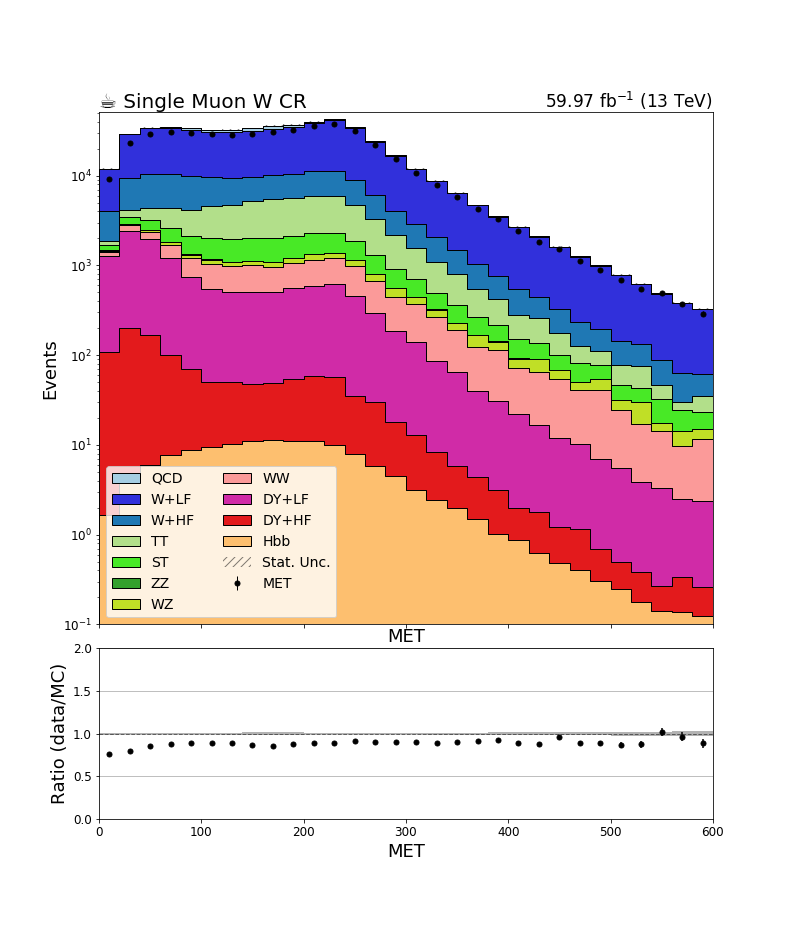 ☕ Single Muon W CR
59.97 fb⁻¹ (13 TeV)
Events
10⁴
10³
10²
10¹
10⁰
10⁻¹
QCD
W+LF
W+HF
TT
ST
ZZ
WZ
WW
DY+LF
DY+HF
Hbb
Stat. Unc.
MET
MET
Ratio (data/MC)
2.0
1.5
1.0
0.5
0.0
0 100 200 300 400 500 600
MET